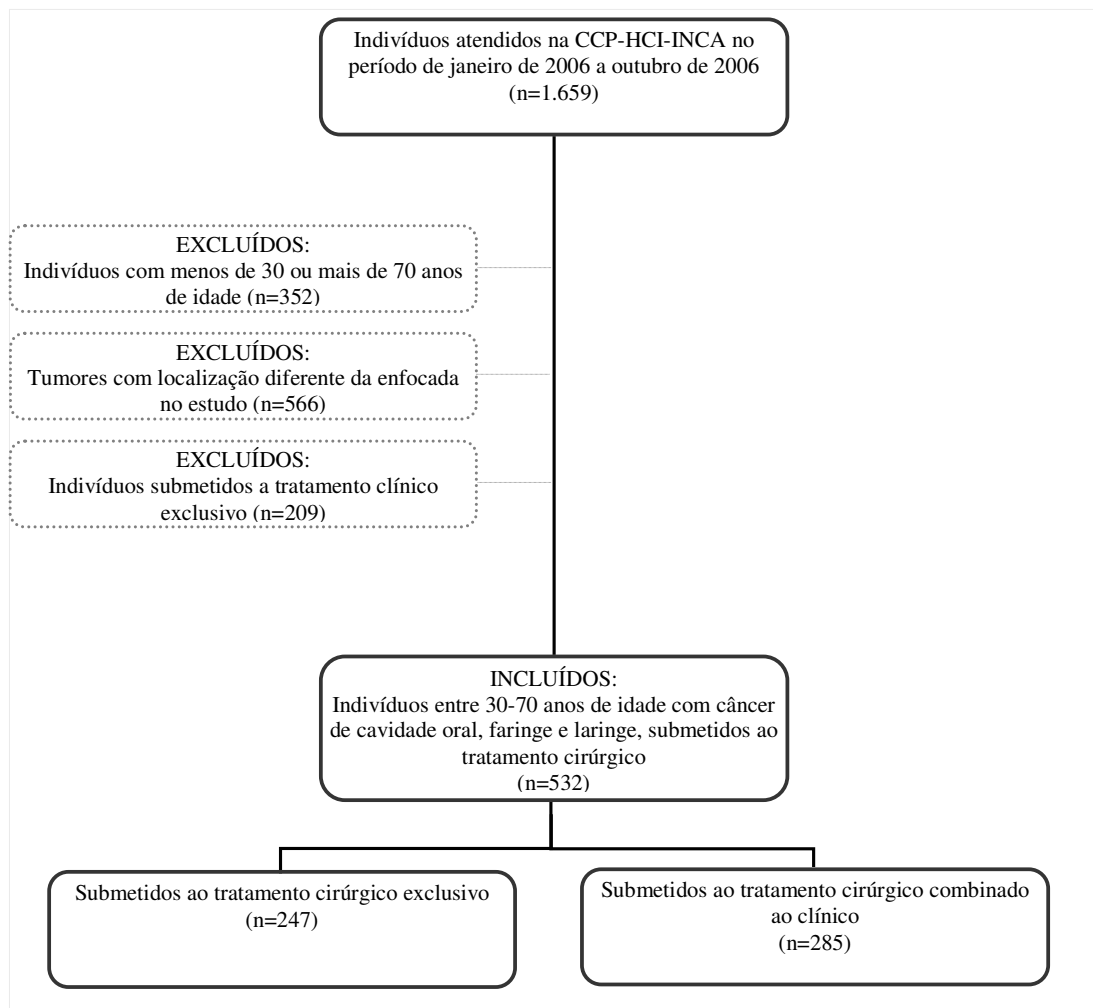 Indivíduos atendidos na CCP-HCI-INCA no
período de janeiro de 2006 a outubro de 2006
(n=1.659)
EXCLUÍDOS:
Indivíduos com menos de 30 ou mais de 70 anos
de idade (n=352)
EXCLUÍDOS:
Tumores com localização diferente da enfocada
no estudo (n=566)
EXCLUÍDOS:
Indivíduos submetidos a tratamento clínico
exclusivo (n=209)
INCLUÍDOS:
Indivíduos entre 30-70 anos de idade com câncer
de cavidade oral, faringe e laringe, submetidos ao
tratamento cirúrgico
(n=532)
Submetidos ao tratamento cirúrgico exclusivo
(n=247)
Submetidos ao tratamento cirúrgico combinado
ao clínico
(n=285)